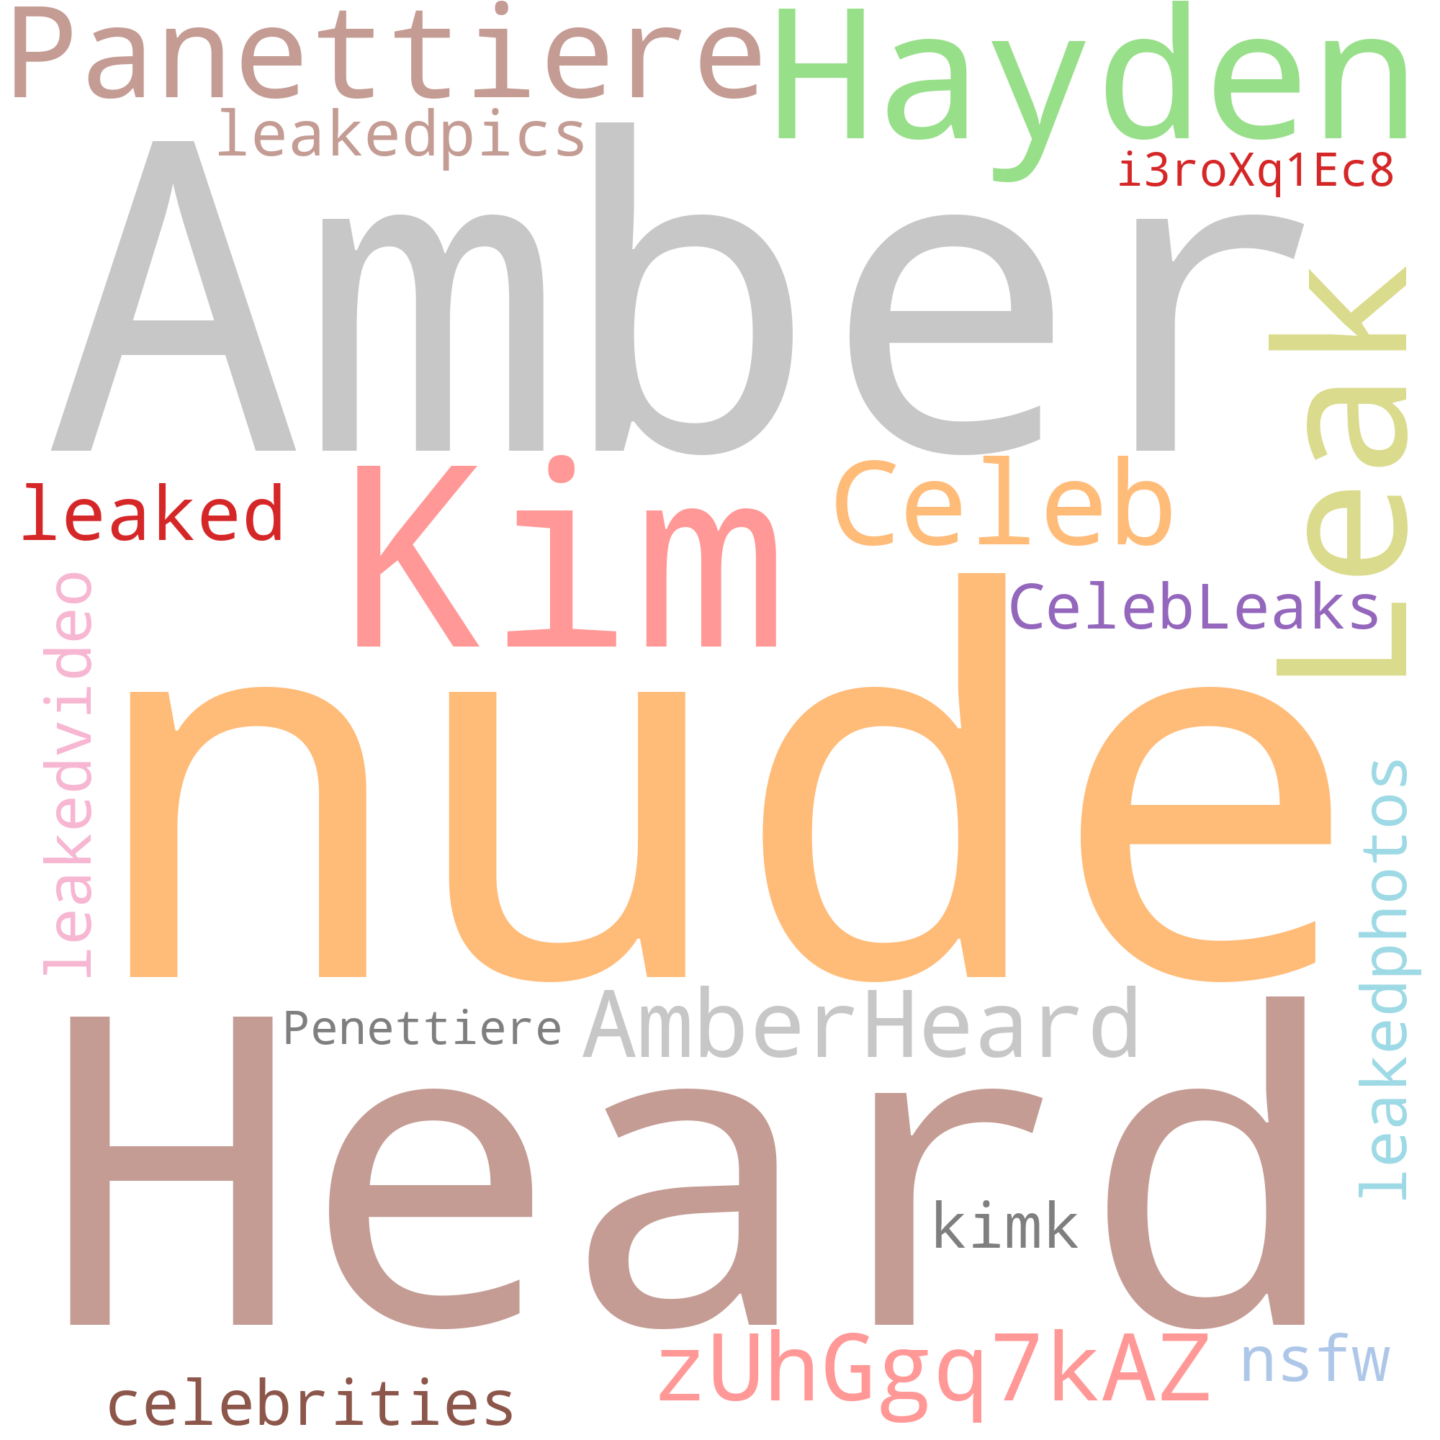 Panettiere
Hayden
leakedpics
i3roXq1Ec8
Amber
Leak
leaked
Kim
Celeb
CelebLeaks
leakedvideo
nude
leakedphotos
Penettiere
AmberHeard
Heard
kimk
zUhGgq7kAZ
nsfw
celebrities